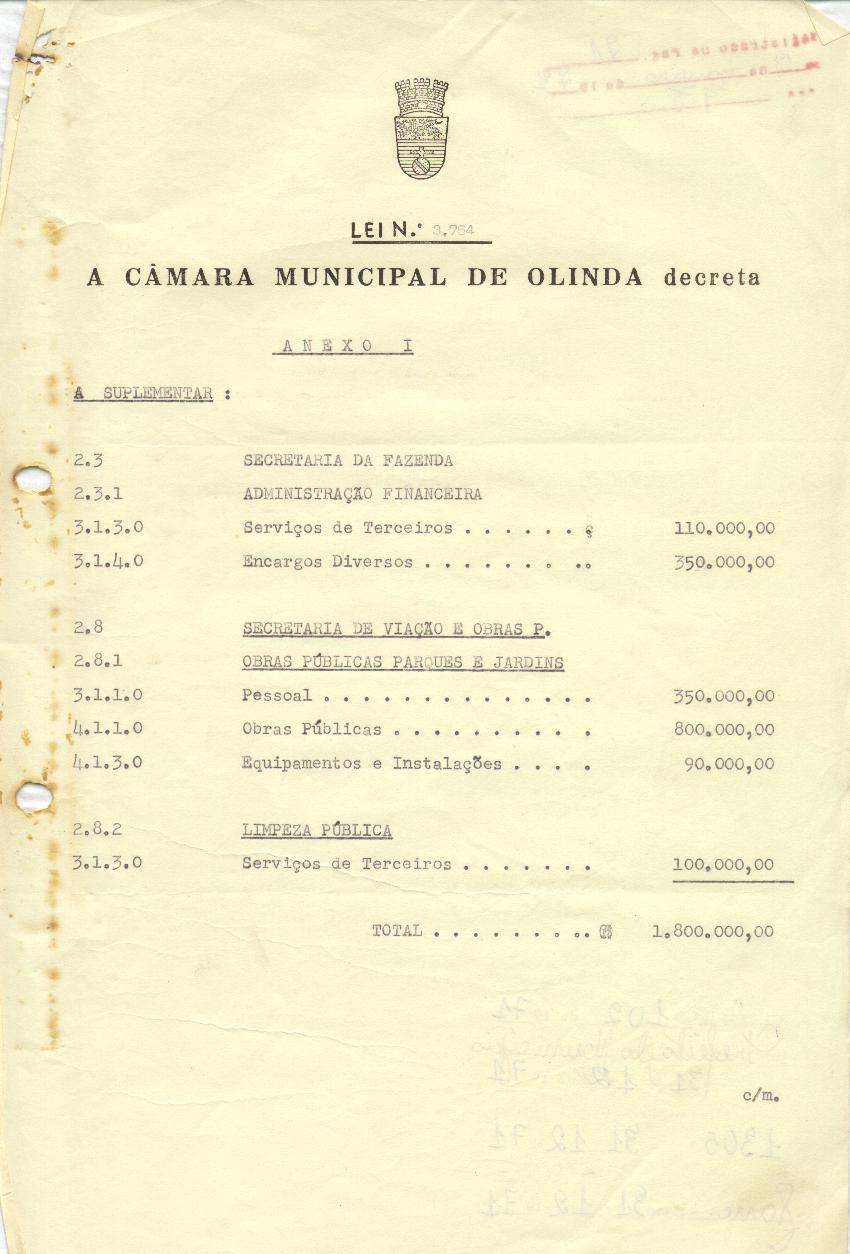 LEI N.º 3.754
A CÂMARA MUNICIPAL DE OLINDA decreta
A N E X O I
A SUPLEMENTAR :
2.3 SECRETARIA DA FAZENDA
2.3.1 ADMINISTRAÇÃO FINANCEIRA
3.1.3.0 Serviços de Terceiros . . . . . . . 110.000,00
3.1.4.0 Encargos Diversos . . . . . . . . .. 350.000,00
2.8 SECRETARIA DE VIAÇÃO E OBRAS P.
2.8.1 OBRAS PÚBLICAS PARQUES E JARDINS
3.1.1.0 Pessoal . . . . . . . . . . . . . . . 350.000,00
4.1.1.0 Obras Públicas . . . . . . . . . . . 800.000,00
4.1.3.0 Equipamentos e Instalações . . . . 90.000,00
2.8.2 LIMPEZA PÚBLICA
3.1.3.0 Serviços de Terceiros . . . . . . . 100.000,00
TOTAL . . . . . . . . . .. 1.800.000,00
c/m.